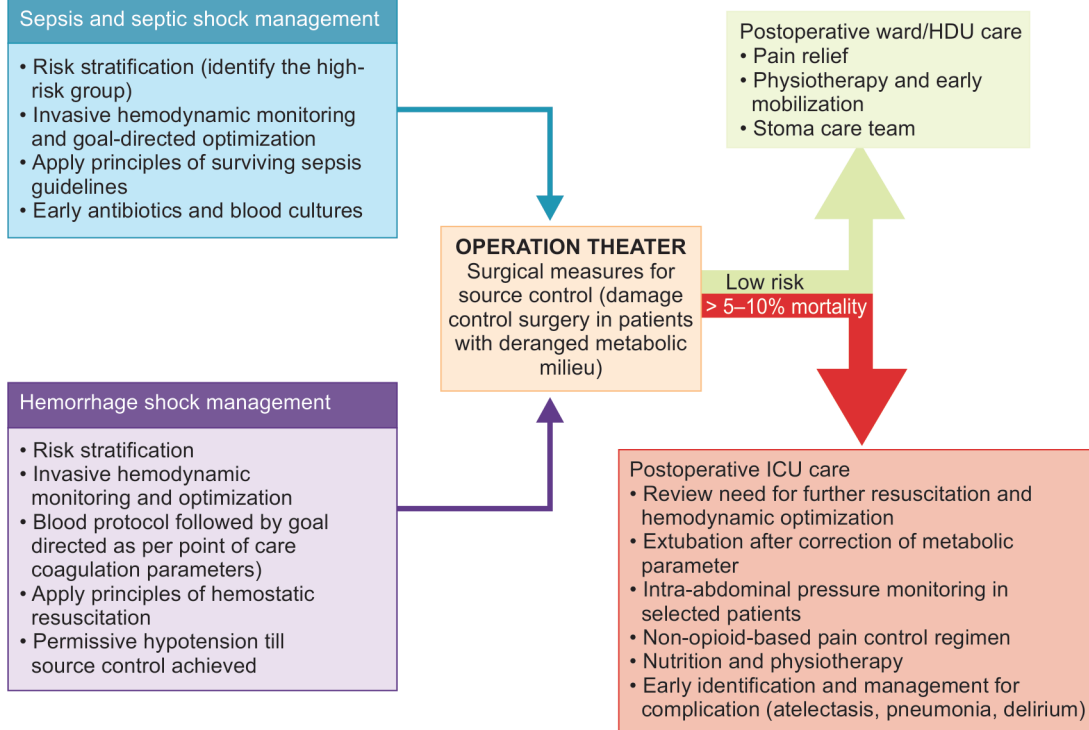 Sepsis and septic shock management
• Risk stratification (identify the high-
risk group)
• Invasive hemodynamic monitoring
and goal-directed optimization
• Apply principles of surviving sepsis
guidelines
• Early antibiotics and blood cultures
Hemorrhage shock management
• Risk stratification
• Invasive hemodynamic
monitoring and optimization
• Blood protocol followed by goal
directed as per point of care
coagulation parameters)
• Apply principles of hemostatic
resuscitation
• Permissive hypotension till
source control achieved
OPERATION THEATER
Surgical measures for
source control (damage
control surgery in patients
with deranged metabolic
milieu)
Low risk
> 5–10% mortality
Postoperative ward/HDU care
• Pain relief
• Physiotherapy and early
mobilization
• Stoma care team
Postoperative ICU care
• Review need for further resuscitation and
hemodynamic optimization
• Extubation after correction of metabolic
parameter
• Intra-abdominal pressure monitoring in
selected patients
• Non-opioid-based pain control regimen
• Nutrition and physiotherapy
• Early identification and management for
complication (atelectasis, pneumonia, delirium)